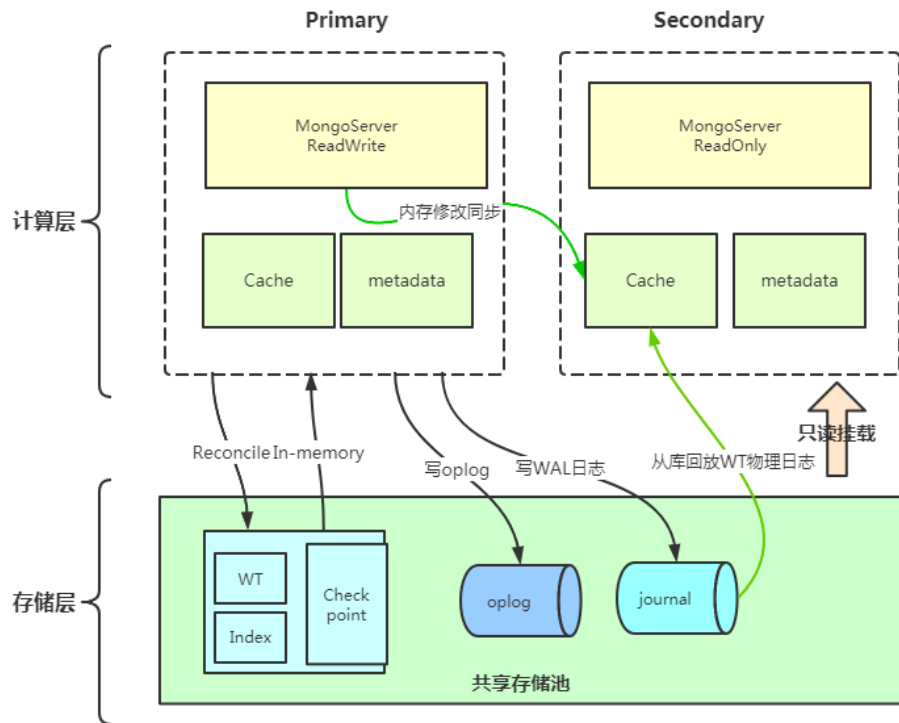 Primary
Secondary
MongoServer
ReadWrite
MongoServer
ReadOnly
内存修改同步
计算层
Cache
metadata
Cache
metadata
只读挂载
Reconcile
In-memory
写oplog
写WAL日志
从库回放WT物理日志
存储层
WT
Index
Check
point
oplog
journal
共享存储池